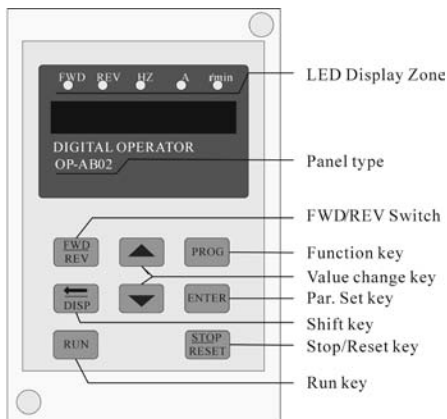 FWD REV HZ A r/min
LED Display Zone
DIGITAL OPERATOR
OP-AB02
Panel type
FWD/REV Switch
FWD
REV
PROG
Function key
Value change key
DISP
ENTER
Par. Set key
Shift key
RUN
STOP
RESET
Stop/Reset key
Run key